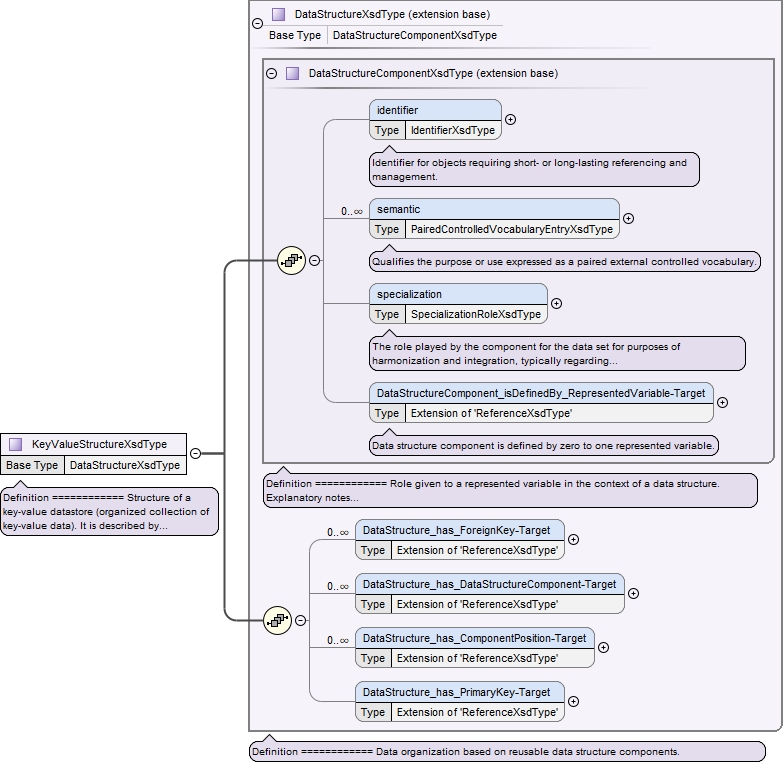 DataStructureXsdType (extension base)
Base Type DataStructureComponentXsdType
DataStructureComponentXsdType (extension base)
identifier
Type IdentifierXsdType
Identifier for objects requiring short- or long-lasting referencing and
management.
0..∞
semantic
Type PairedControlledVocabularyEntryXsdType
Qualifies the purpose or use expressed as a paired external controlled vocabulary.
specialization
Type SpecializationRoleXsdType
The role played by the component for the data set for purposes of
harmonization and integration, typically regarding...
DataStructureComponent_isDefinedBy_RepresentedVariable-Target
Type Extension of 'ReferenceXsdType'
Data structure component is defined by zero to one represented variable.
KeyValueStructureXsdType
Base Type DataStructureXsdType
Definition ============ Structure of a
key-value datastore (organized collection of
key-value data). It is described by...
Definition ============ Role given to a represented variable in the context of a data structure.
Explanatory notes...
0..∞
DataStructure_has_ForeignKey-Target
Type Extension of 'ReferenceXsdType'
0..∞
DataStructure_has_DataStructureComponent-Target
Type Extension of 'ReferenceXsdType'
0..∞
DataStructure_has_ComponentPosition-Target
Type Extension of 'ReferenceXsdType'
DataStructure_has_PrimaryKey-Target
Type Extension of 'ReferenceXsdType'
Definition ============ Data organization based on reusable data structure components.